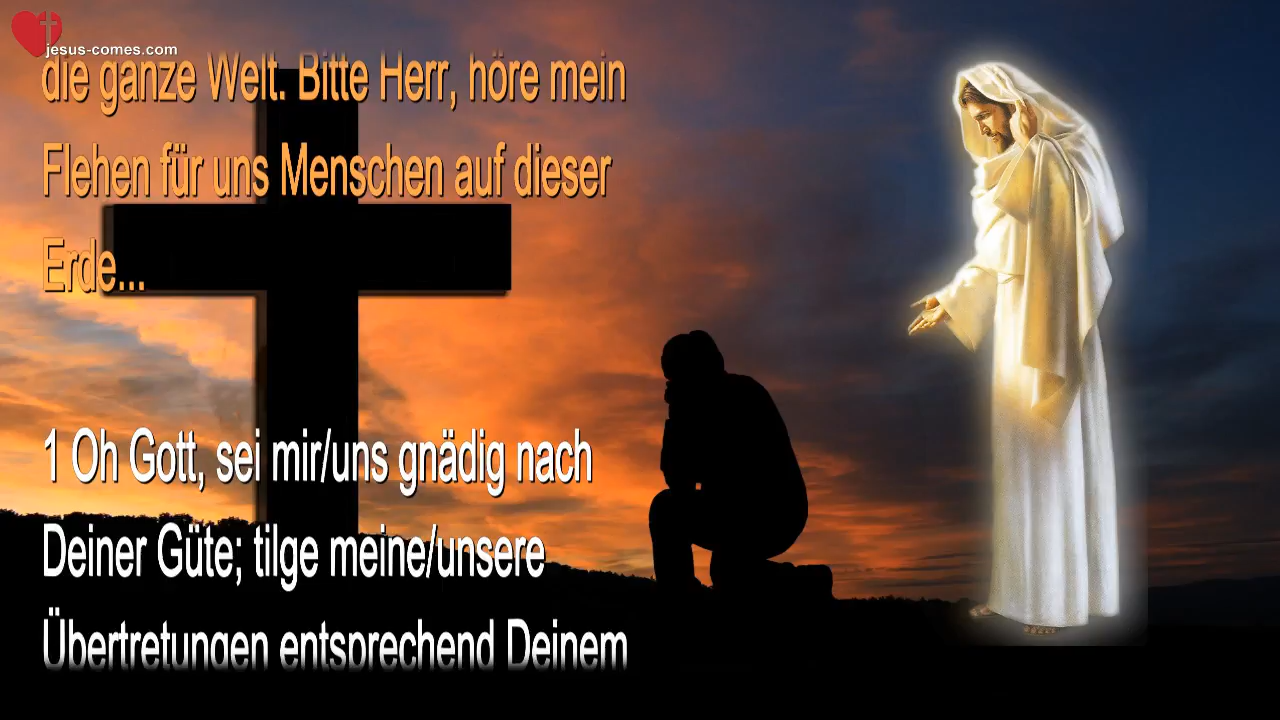 jesus-comes.com
die ganze Welt. Bitte Herr, höre mein
Flehen für uns Menschen auf dieser
Erde...
1 Oh Gott, sei mir/uns gnädig nach
Deiner Güte; tilge meine/unsere
Übertretungen entsprechend Deinem